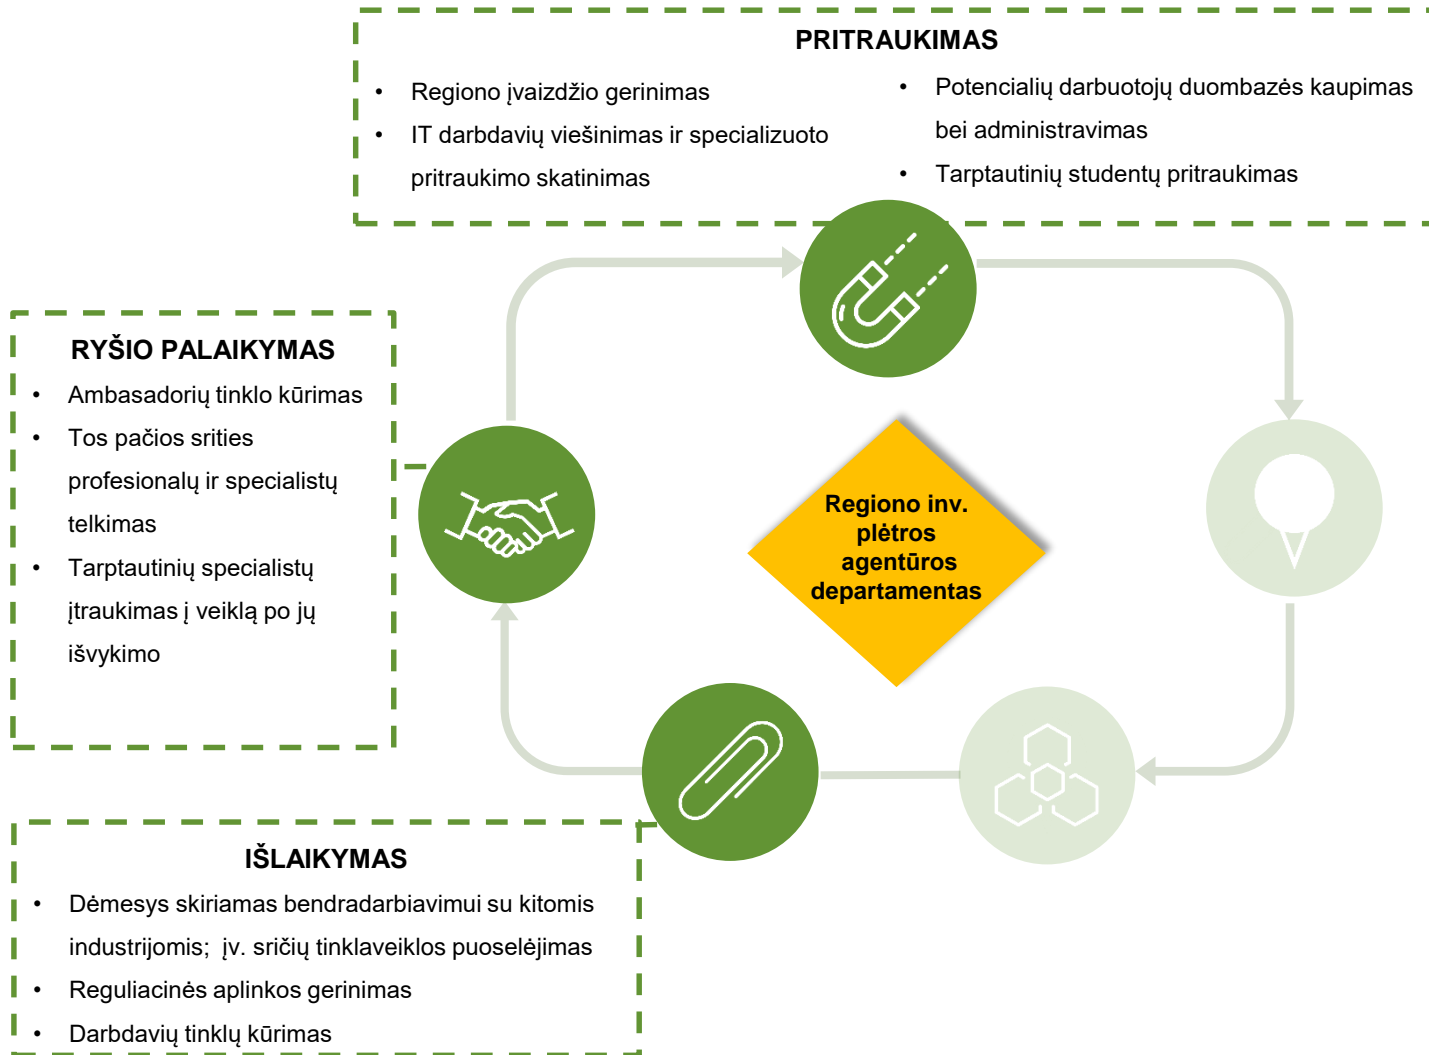 PRITRAUKIMAS
• Regiono įvaizdžio gerinimas
• IT darbdavių viešinimas ir specializuoto
pritraukimo skatinimas
• Potencialių darbuotojų duombazės kaupimas
bei administravimas
• Tarptautinių studentų pritraukimas
RYŠIO PALAIKYMAS
• Ambasadorių tinklo kūrimas
• Tos pačios srities
profesionalų ir specialistų
telkimas
• Tarptautinių specialistų
įtraukimas į veiklą po jų
išvykimo
Regiono inv.
plėtros
agentūros
departamentas
IŠLAIKYMAS
• Dėmesys skiriamas bendradarbiavimui su kitomis
industrijomis; įv. sričių tinklaveiklos puoselėjimas
• Reguliacinės aplinkos gerinimas
• Darbdavių tinklų kūrimas